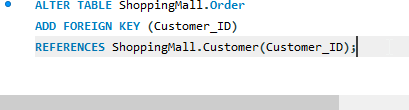 ALTER TABLE ShoppingMall.Order
ADD FOREIGN KEY (Customer_ID)
REFERENCES ShoppingMall.Customer(Customer_ID);